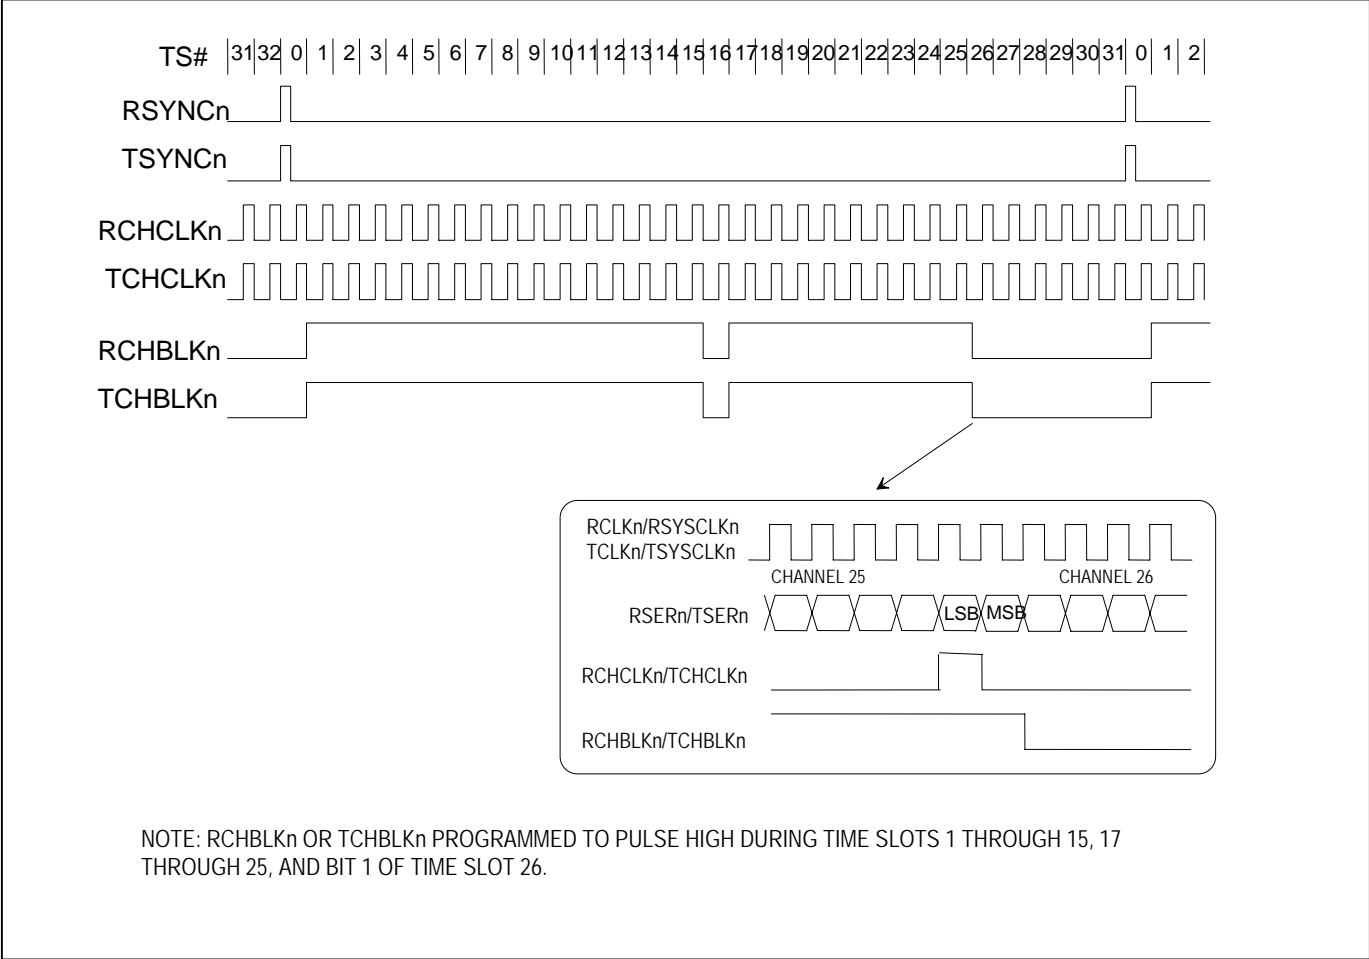 TS# 31 32 0 1 2 3 4 5 6 7 8 9 10 11 12 13 14 15 16 17 18 19 20 21 22 23 24 25 26 27 28 29 30 31 0 1 2
RSYNCn
TSYNCn
RCHCLKn
TCHCLKn
RCHBLKn
TCHBLKn
RCLKn/RSYSCLKn
TCLKn/TSYSCLKn
CHANNEL 25 CHANNEL 26
RSERn/TSERn LSB MSB
RCHCLKn/TCHCLKn
RCHBLKn/TCHBLKn
NOTE: RCHBLKn OR TCHBLKn PROGRAMMED TO PULSE HIGH DURING TIME SLOTS 1 THROUGH 15, 17
THROUGH 25, AND BIT 1 OF TIME SLOT 26.